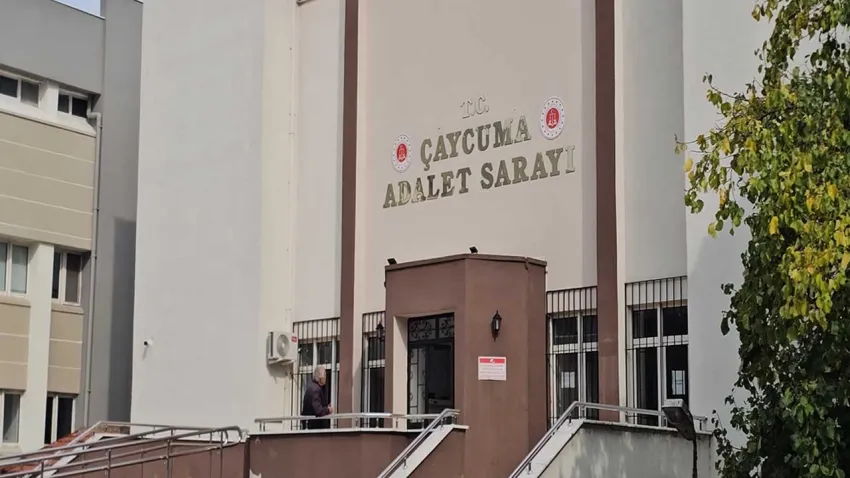 T.C.
ÇAYCUMA
ADALET SARAYI